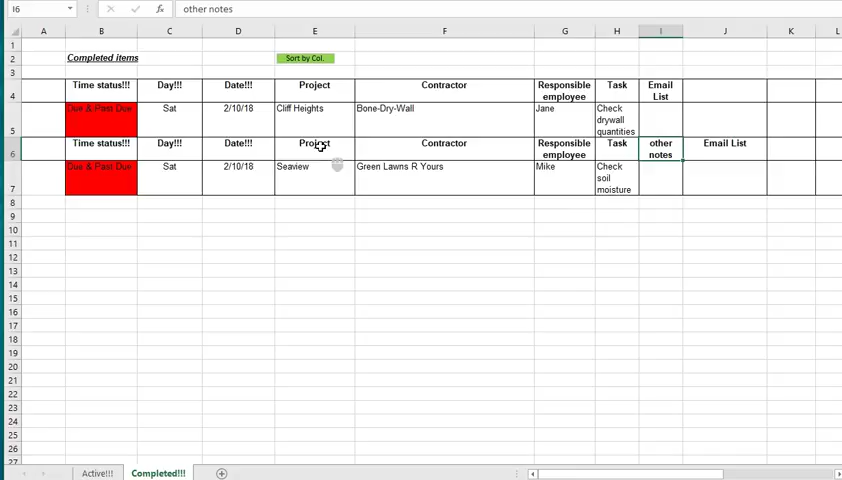 I6 fx other notes
A B C D E F G H I J K L
1
2 Completed items Sort by Col.
3
Time status!!! Day!!! Date!!! Project Contractor Responsible Task Email
4 employee List
Due & Past Due Sat 2/10/18 Cliff Heights Bone-Dry-Wall Jane Check
drywall
5 quantities
Time status!!! Day!!! Date!!! Project Contractor Responsible Task other Email List
6 employee notes
Due & Past Due Sat 2/10/18 Seaview Green Lawns R Yours Mike Check
soil
7 moisture
8
9
10
11
12
13
14
15
16
17
18
19
20
21
22
23
24
25
26
27
Active!!! Completed!!!